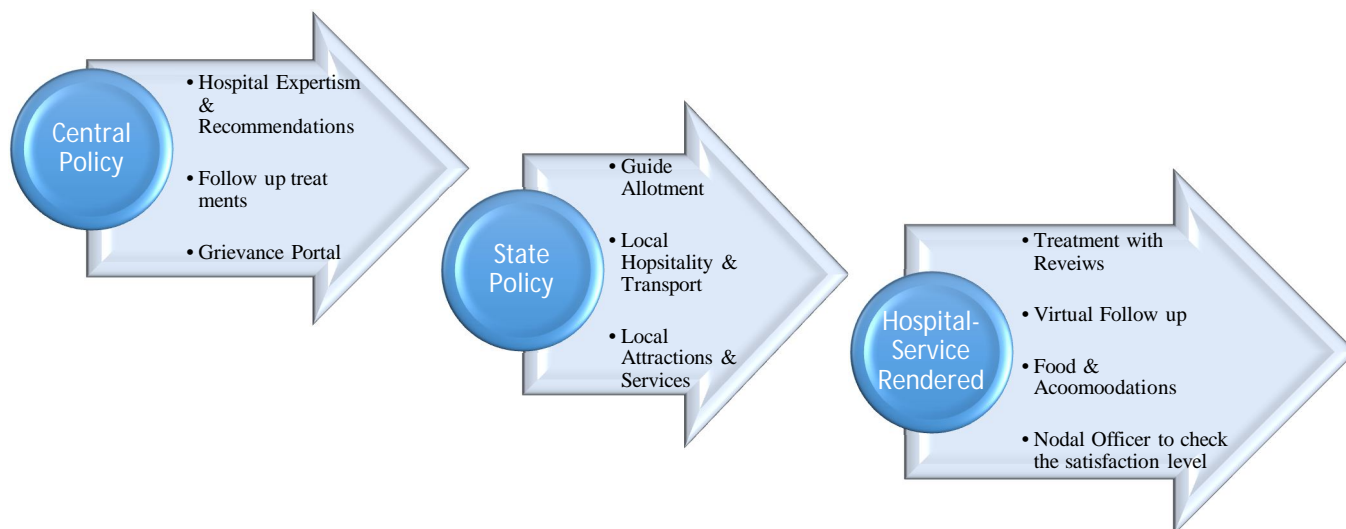 Central
Policy
• Hospital Expertism
&
Recommendations
• Follow up treat
ments
• Grievance Portal
State
Policy
• Guide
Allotment
• Local
Hopsitality &
Transport
• Local
Attractions &
Services
Hospital-
Service
Rendered
• Treatment with
Reveiws
• Virtual Follow up
• Food &
Acoomoodations
• Nodal Officer to check
the satisfaction level